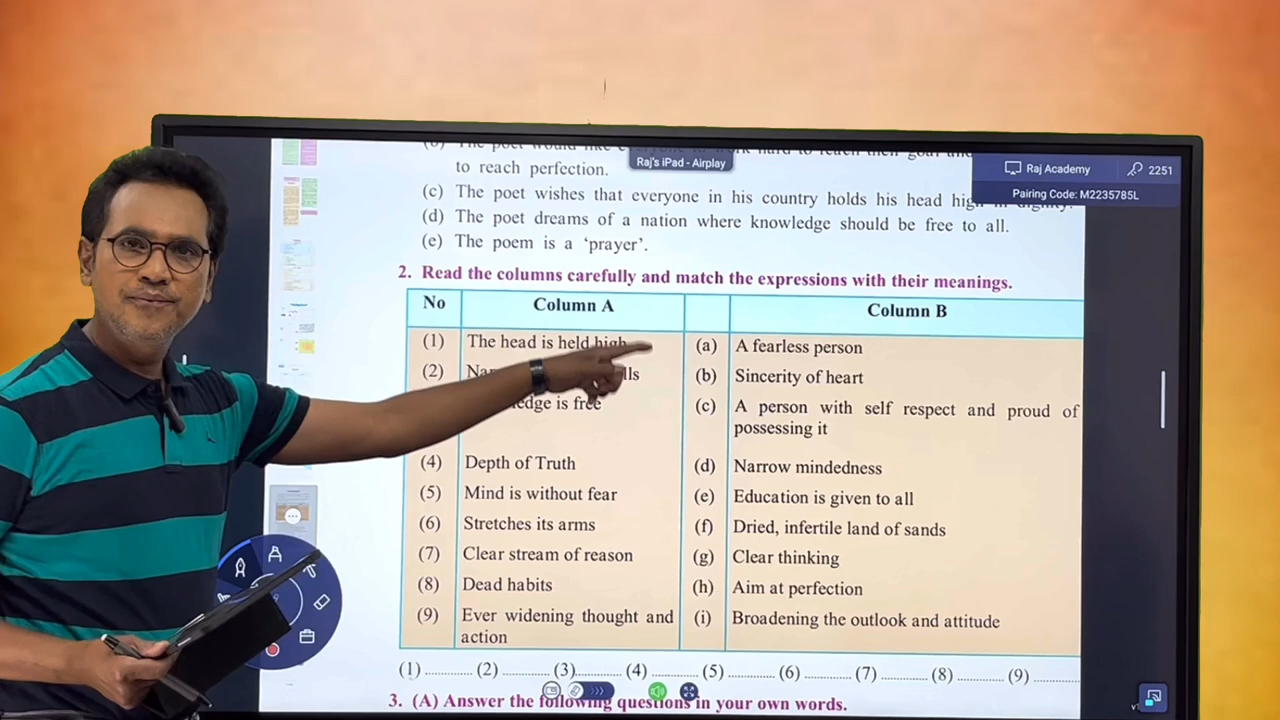 to reach perfection.
Raj's iPad - Airplay
Raj Academy
2251
Pairing Code: M2235785L
(c) The poet wishes that everyone in his country holds his head high in dignity.
(d) The poet dreams of a nation where knowledge should be free to all.
(e) The poem is a ‘prayer’.
2. Read the columns carefully and match the expressions with their meanings.
No Column A Column B
(1) The head is held high (a) A fearless person
(2) (b) Sincerity of heart
is free (c) A person with self respect and proud of
possessing it
(4) Depth of Truth (d) Narrow mindedness
(5) Mind is without fear (e) Education is given to all
(6) Stretches its arms (f) Dried, infertile land of sands
(7) Clear stream of reason (g) Clear thinking
(8) Dead habits (h) Aim at perfection
(9) Ever widening thought and (i) Broadening the outlook and attitude
action
(1) .............. (2) ............ (3)............ (4) ............ (5) ............ (6) ............ (7) ............ (8) ............ (9) ............
3. (A) Answer the following questions in your own words.